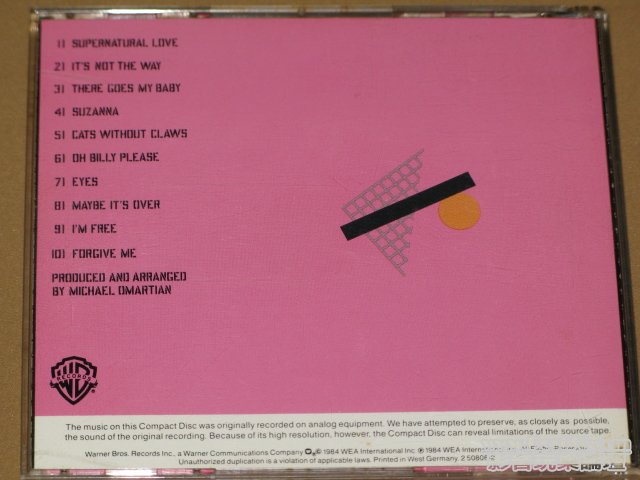 1) SUPERNATURAL LOVE
2) IT'S NOT THE WAY
3) THERE GOES MY BABY
4) SUZANNA
5) CATS WITHOUT CLAWS
6) OH BILLY PLEASE
7) EYES
8) MAYBE IT'S OVER
9) I'M FREE
10) FORGIVE ME
PRODUCED AND ARRANGED
BY MICHAEL OMARTIAN
WB
RECORDS
The music on this Compact Disc was originally recorded on analog equipment. We have attempted to preserve, as closely as possible,
the sound of the original recording. Because of its high resolution, however, the Compact Disc can reveal limitations of the source tape.
Warner Bros. Records Inc., a Warner Communications Company ©1984 WEA International Inc. ℗1984 WEA International Inc.
Unauthorized duplication is a violation of applicable laws. Printed in West Germany.